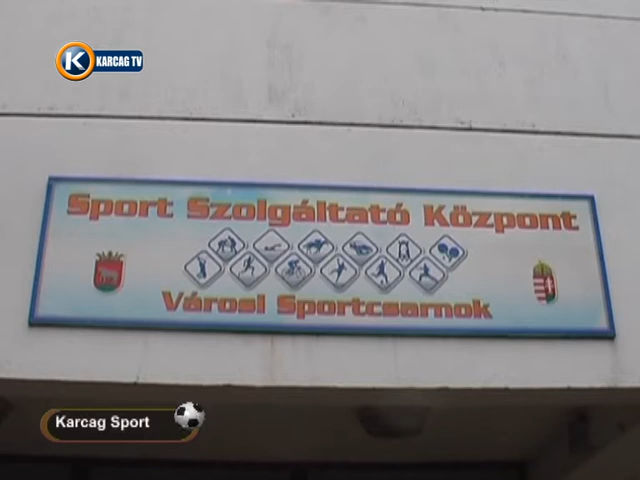 K KARCAG TV
Sport Szolgáltató Központ
Városi Sportcsarnok
Karcag Sport